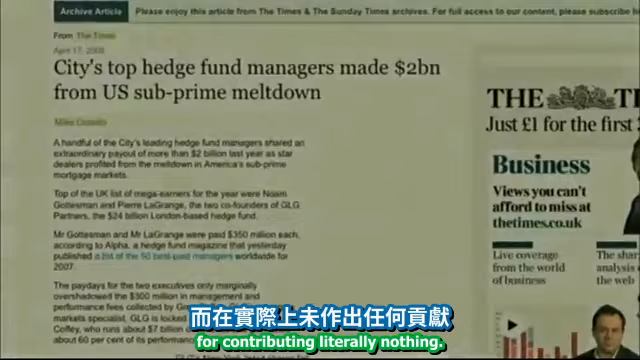 Archive Article
Please enjoy this article from The Times & The Sunday Times archives. For full access to our content, please subscribe
From The Times
April 17, 2008
City's top hedge fund managers made $2bn
from US sub-prime meltdown
A handful of the City's leading hedge fund managers shared an
extraordinary payout of more than $2 billion last year as star
dealers profited from the meltdown in America's sub-prime
mortgage markets.
Top of the UK list of mega-earners for the year were Noam
Gottesman and Pierre LaGrange, the two co-founders of GLG
Partners, the $24 billion London-based hedge fund.
Mr Gottesman and Mr LaGrange were paid $350 million each,
according to Alpha, a hedge fund magazine that yesterday
published a list of the 50 best-paid managers worldwide for
2007.
The paydays for the two executives only marginally
overshadowed the $300 million in management and
performance fees collected by
markets specialist, GLG is locked
Coffey, who runs about $7 billion
about 60 per cent of its performance
THE TI
Just £1 for the first
Business
Views you can't
afford to miss at
thetimes.co.uk
Live coverage
from the world
of business
The shar
analysis
the web
而在實際上未作出任何貢獻
for contributing literally nothing.